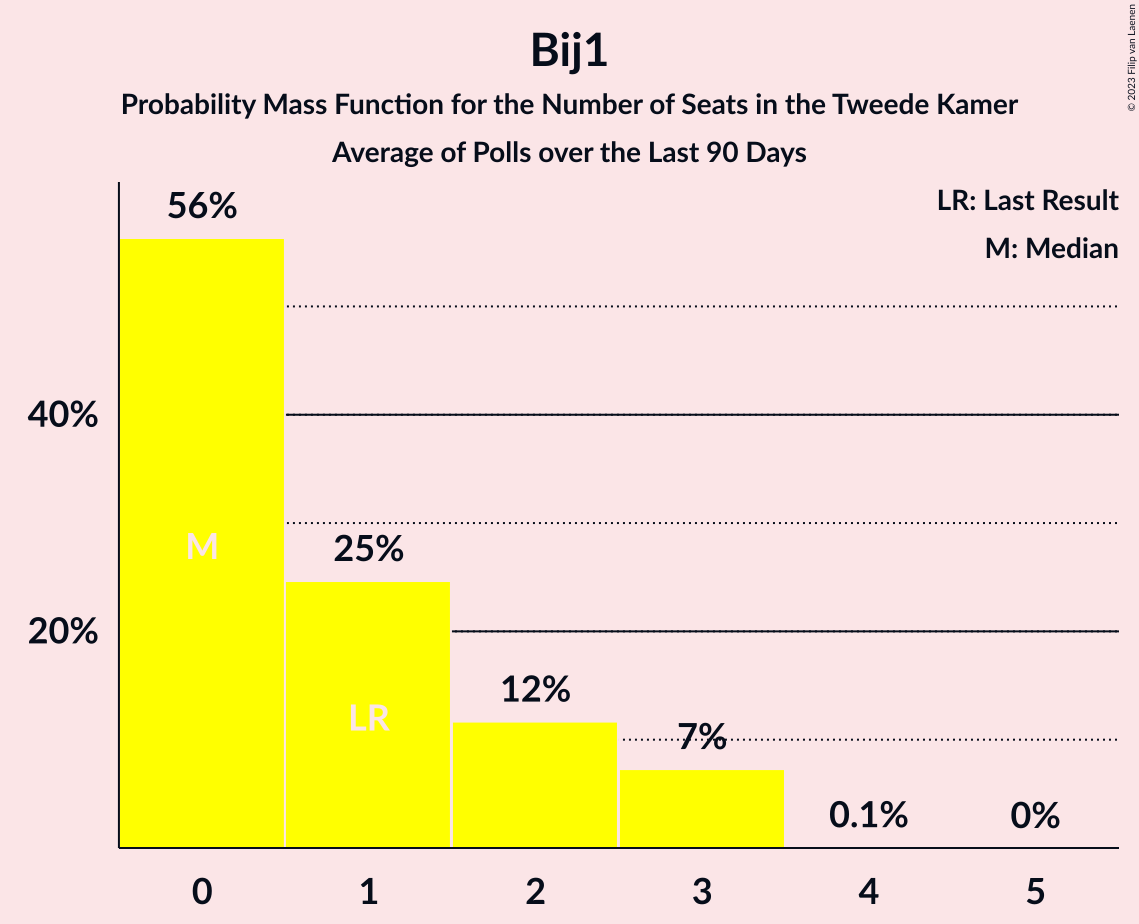 Bij1
Probability Mass Function for the Number of Seats in the Tweede Kamer
Average of Polls over the Last 90 Days
© 2023 Filip van Laenen
LR: Last Result
M: Median
56%
40%
M
25%
20%
LR
12%
7%
0.1%
0%
0 1 2 3 4 5